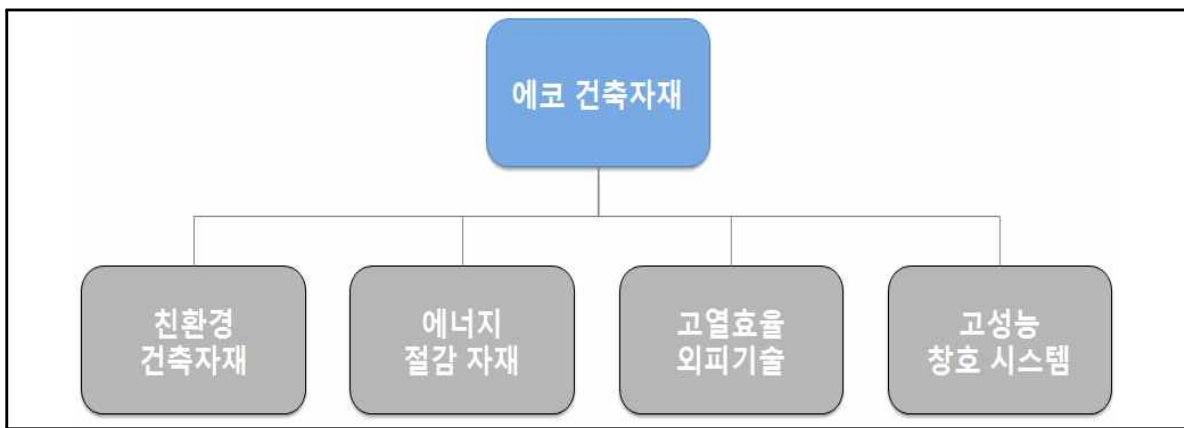 에코 건축자재
친환경
건축자재
에너지
절감 자재
고열효율
외피기술
고성능
창호 시스템